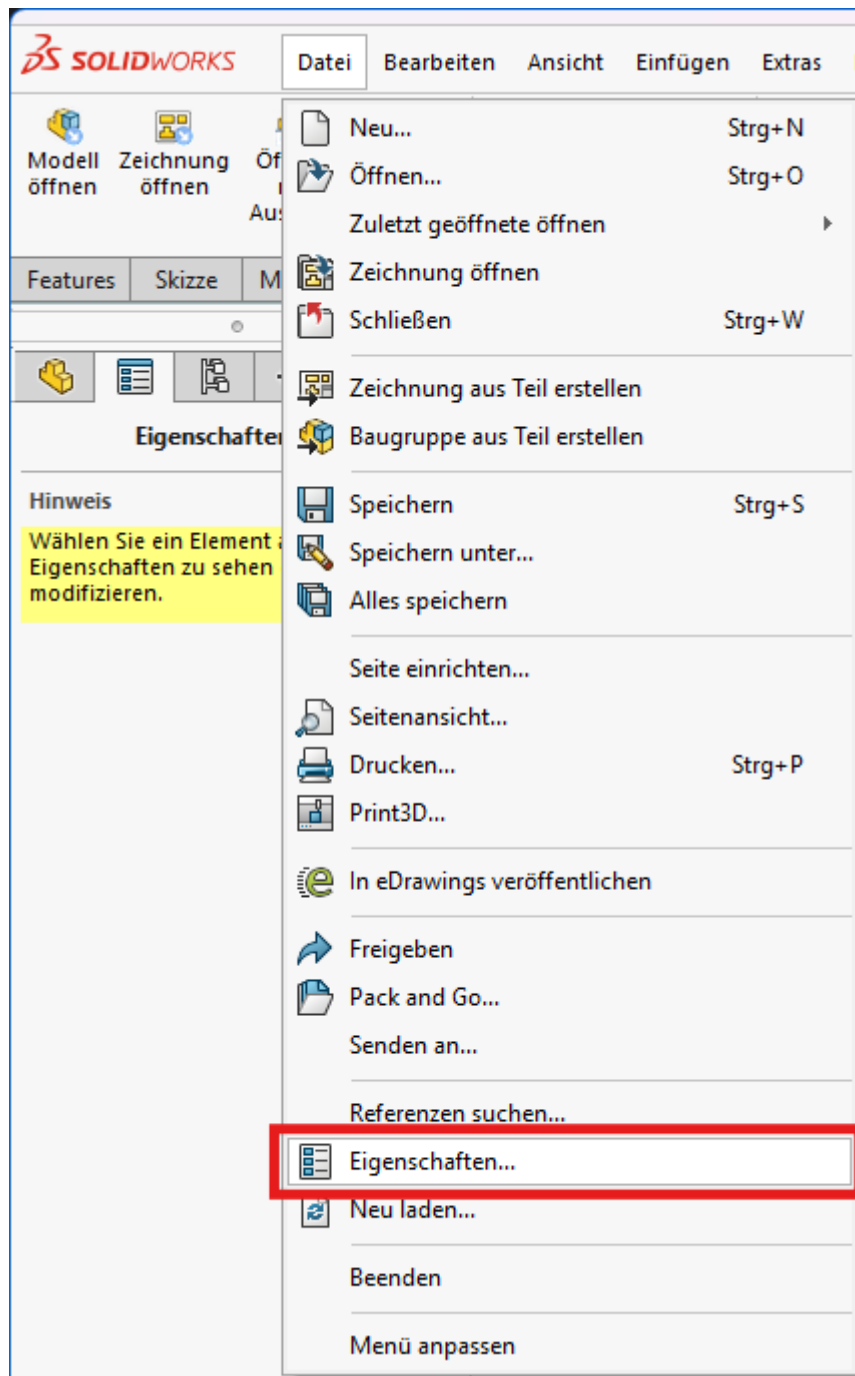 SOLIDWORKS
Datei Bearbeiten Ansicht Einfügen Extras
Modell öffnen
Zeichnung öffnen
Features Skizze M
Eigenschaften
Hinweis
Wählen Sie ein Element
Eigenschaften zu sehen
modifizieren.
Neu... Strg+N
Öffnen... Strg+O
Zuletzt geöffnete öffnen
Zeichnung öffnen
Schließen Strg+W
Zeichnung aus Teil erstellen
Baugruppe aus Teil erstellen
Speichern Strg+S
Speichern unter...
Alles speichern
Seite einrichten...
Seitenansicht...
Drucken... Strg+P
Print3D...
In eDrawings veröffentlichen
Freigeben
Pack and Go...
Senden an...
Referenzen suchen...
Eigenschaften...
Neu laden...
Beenden
Menü anpassen